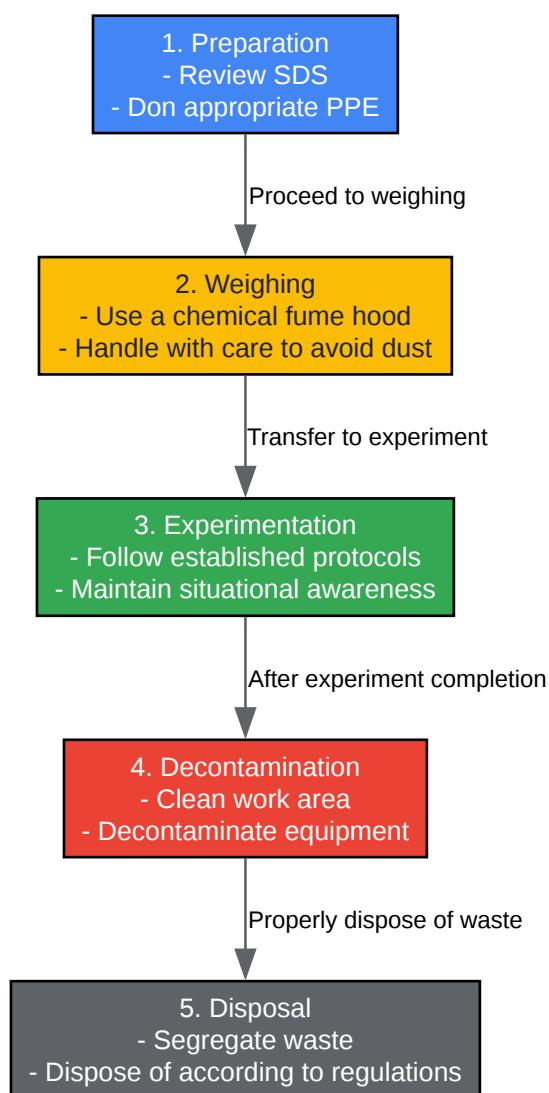 1. Preparation
- Review SDS
- Don appropriate PPE
Proceed to weighing
2. Weighing
- Use a chemical fume hood
- Handle with care to avoid dust
Transfer to experiment
3. Experimentation
- Follow established protocols
- Maintain situational awareness
After experiment completion
4. Decontamination
- Clean work area
- Decontaminate equipment
Properly dispose of waste
5. Disposal
- Segregate waste
- Dispose of according to regulations